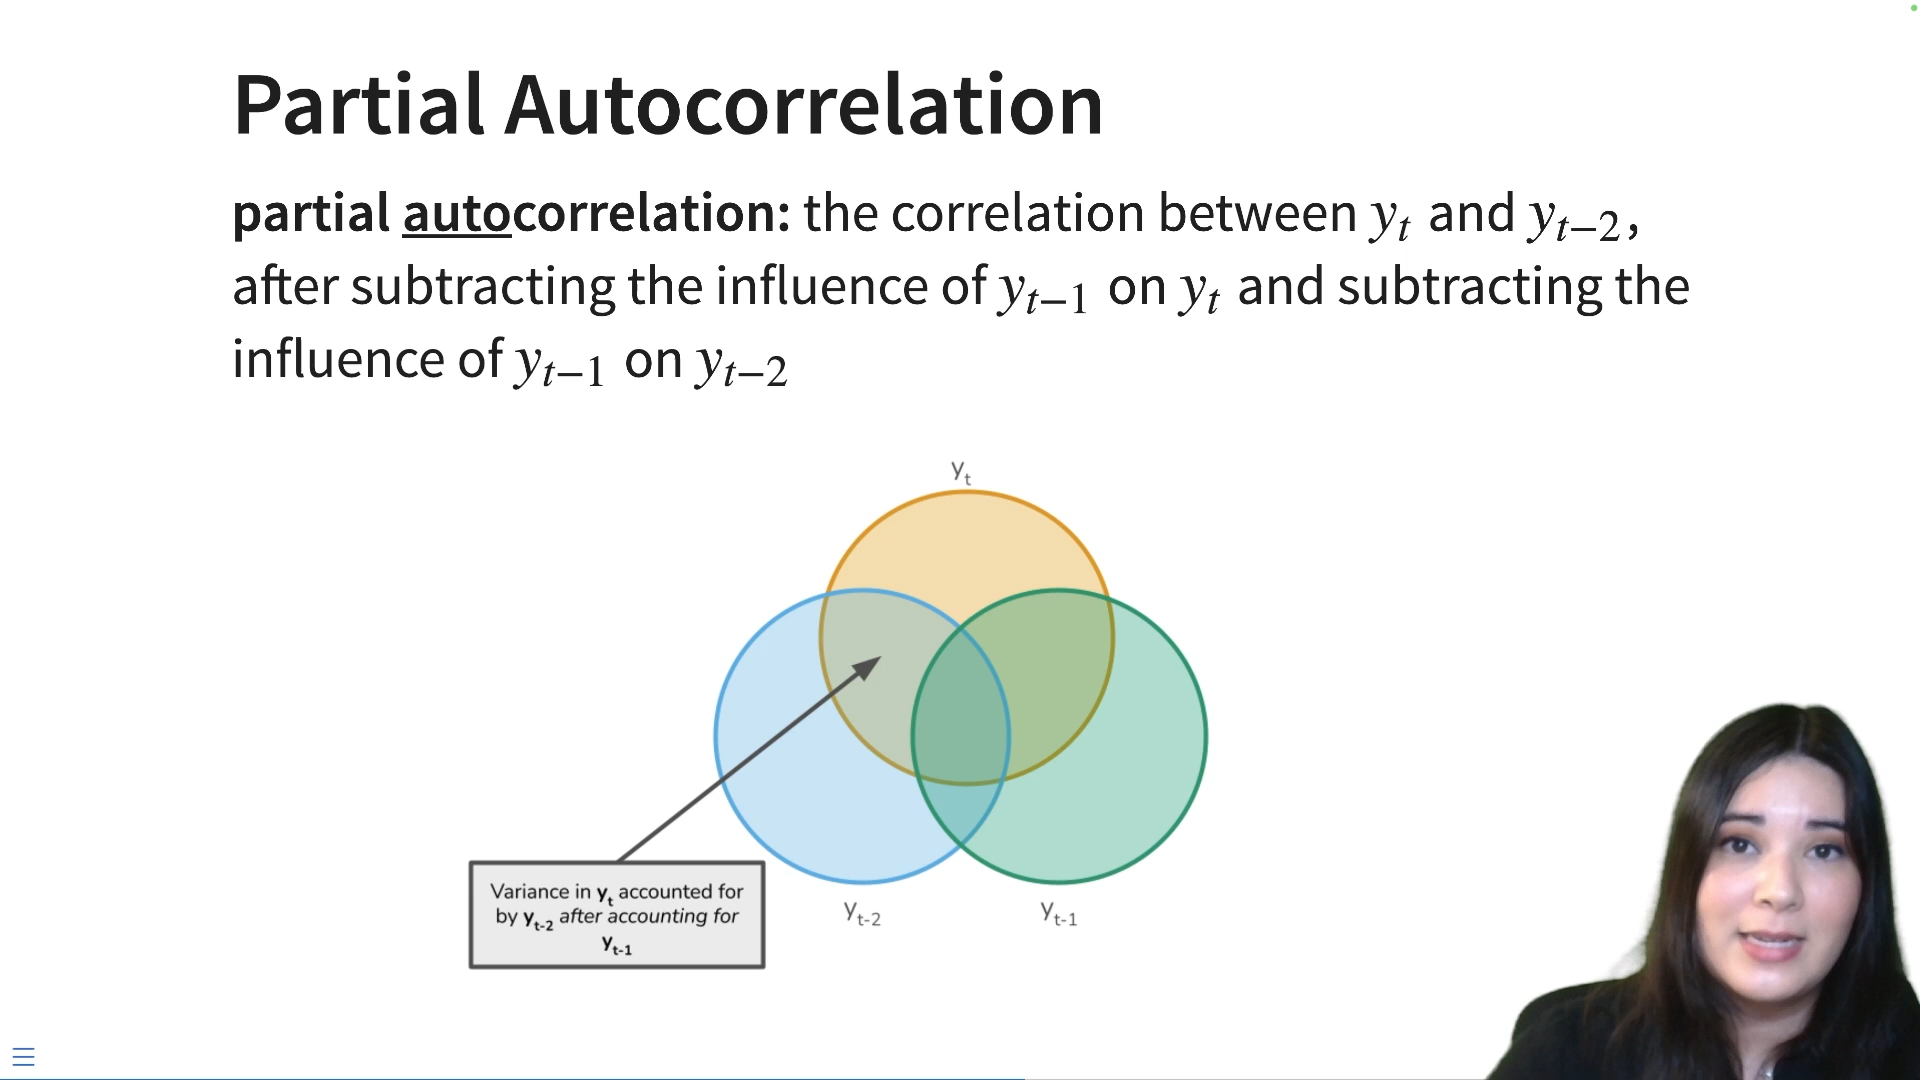 Partial Autocorrelation
partial autocorrelation: the correlation between yₜ and yₜ₋₂,
after subtracting the influence of yₜ₋₁ on yₜ and subtracting the
influence of yₜ₋₁ on yₜ₋₂
yₜ
Variance in yₜ accounted for
by yₜ₋₂ after accounting for
yₜ₋₁
yₜ₋₂
yₜ₋₁